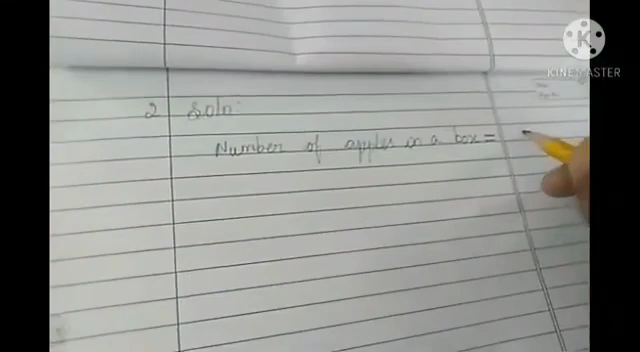 KINEMASTER
2 Soln:
Number of apples in a box =